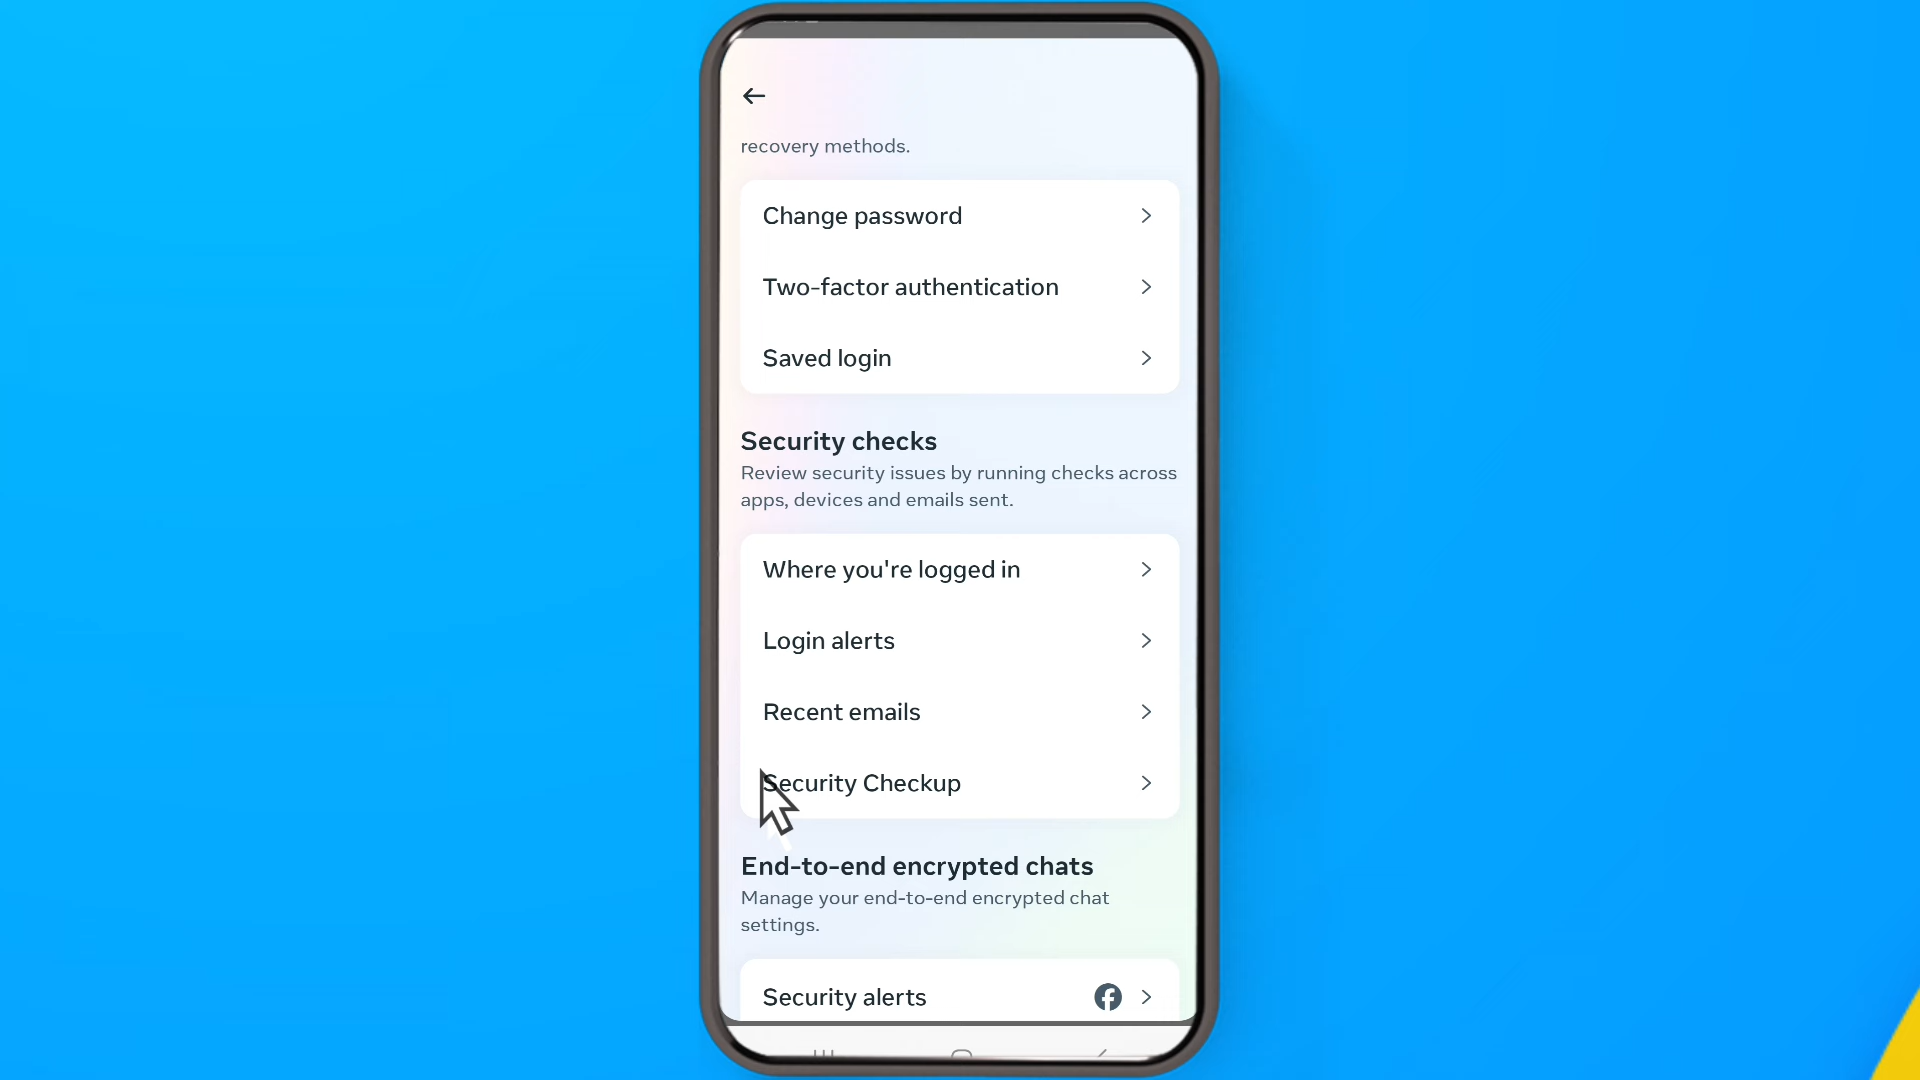 recovery methods.
Change password
Two-factor authentication
Saved login
Security checks
Review security issues by running checks across
apps, devices and emails sent.
Where you're logged in
Login alerts
Recent emails
Security Checkup
End-to-end encrypted chats
Manage your end-to-end encrypted chat
settings.
Security alerts